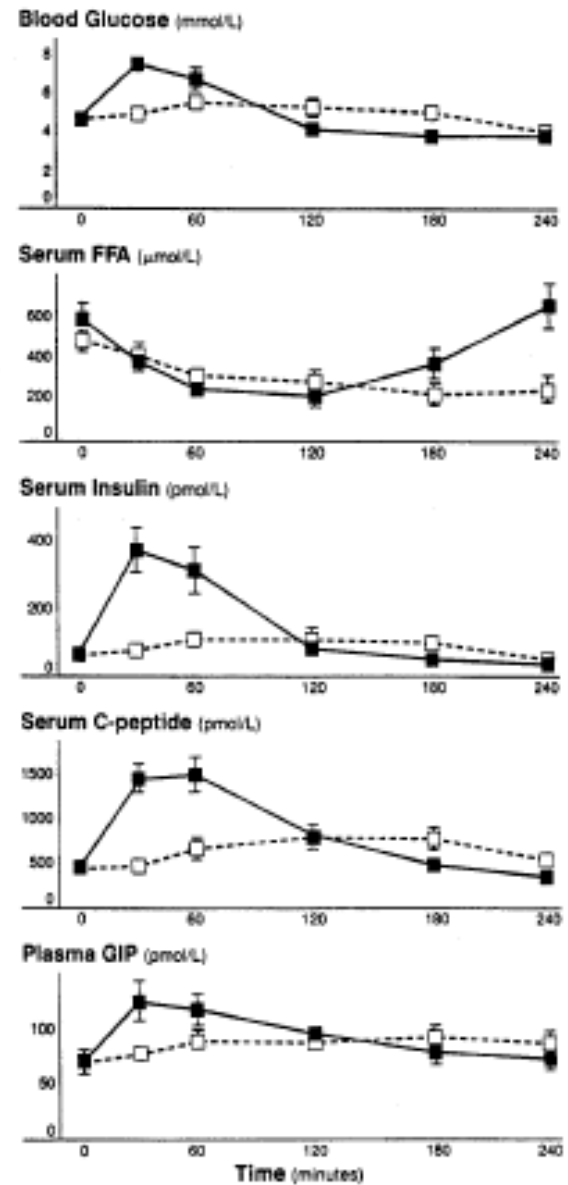 Blood Glucose (mmol/L)
8
6
4
2
0
0 60 120 180 240
Serum FFA (μmol/L)
600
400
200
0
0 60 120 180 240
Serum Insulin (pmol/L)
400
200
0
0 60 120 180 240
Serum C-peptide (pmol/L)
1500
1000
500
0
0 60 120 180 240
Plasma GIP (pmol/L)
100
50
0
0 60 120 180 240
Time (minutes)